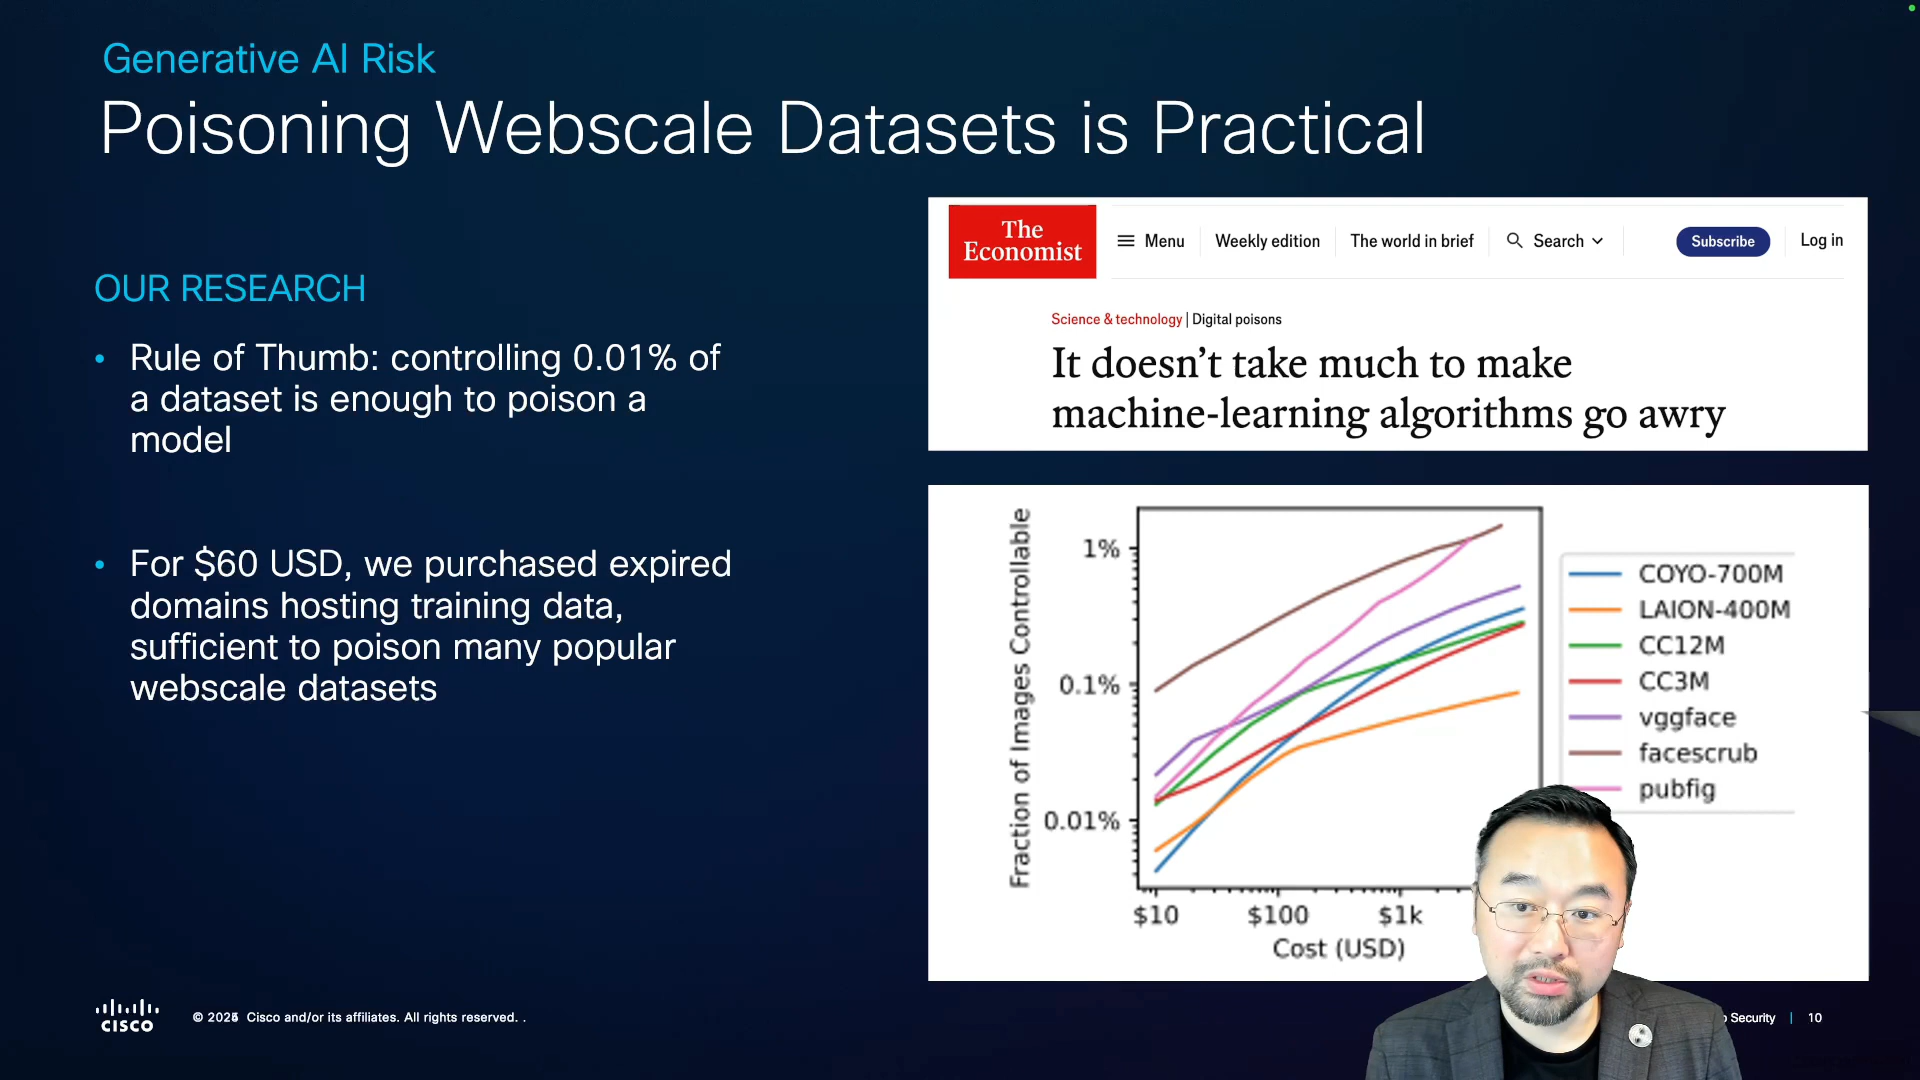 Generative AI Risk
Poisoning Webscale Datasets is Practical
OUR RESEARCH
• Rule of Thumb: controlling 0.01% of
a dataset is enough to poison a
model
• For $60 USD, we purchased expired
domains hosting training data,
sufficient to poison many popular
webscale datasets
The
Economist
Menu
Weekly edition
The world in brief
Search
Subscribe
Log in
Science & technology | Digital poisons
It doesn't take much to make
machine-learning algorithms go awry
Fraction of Images Controllable
1%
0.1%
0.01%
$10
$100
$1k
Cost (USD)
COYO-700M
LAION-400M
CC12M
CC3M
vggface
facescrub
pubfig
CISCO
© Cisco and/or its affiliates. All rights reserved. .
Security | 10